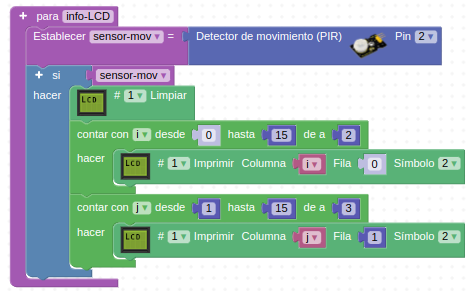 para info-LCD
Establecer sensor-mov = Detector de movimiento (PIR) Pin 2
si sensor-mov
hacer LCD # 1 Limpiar
contar con i desde 0 hasta 15 de a 2
hacer LCD # 1 Imprimir Columna i Fila 0 Símbolo 2
contar con j desde 1 hasta 15 de a 3
hacer LCD # 1 Imprimir Columna j Fila 1 Símbolo 2